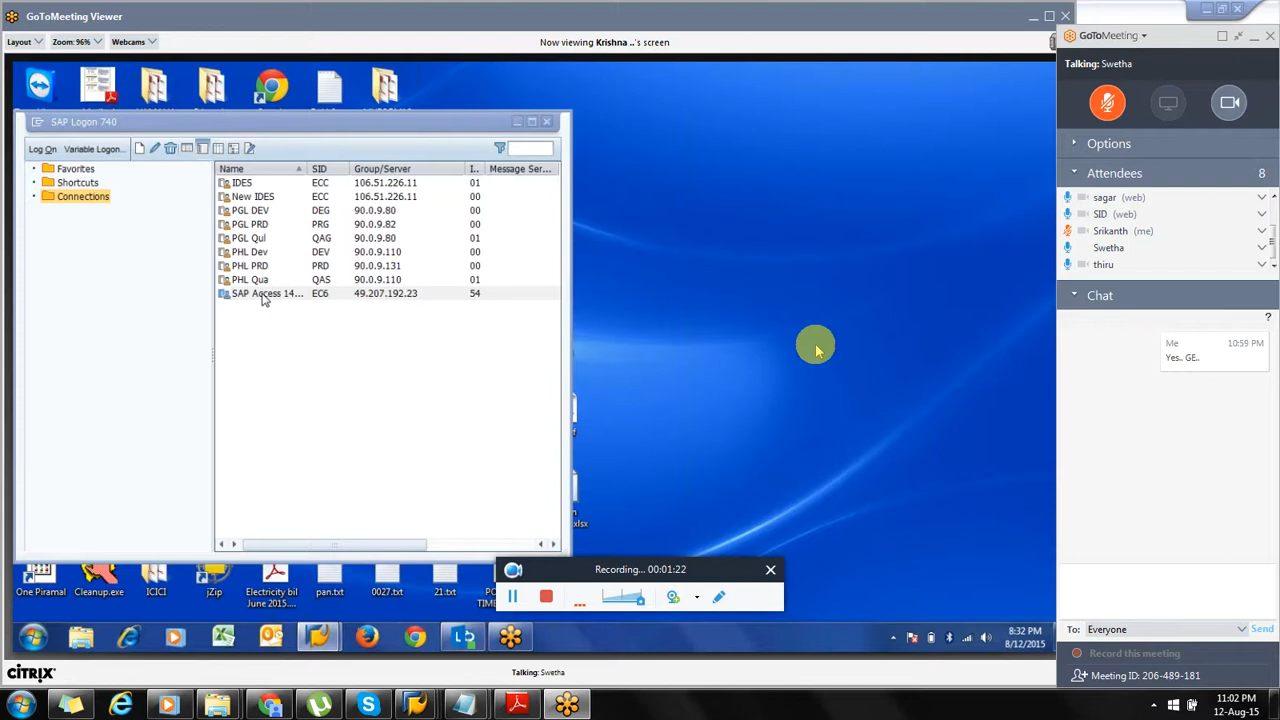 GoToMeeting Viewer
Layout
Zoom: 96%
Webcams
Now viewing Krishna ..'s screen
SAP Logon 740
Log On
Variable Logon...
Favorites
Shortcuts
Connections
Name SID Group/Server I.. Message Ser...
IDES ECC 106.51.226.11 01
New IDES ECC 106.51.226.11 00
PGL DEV DEG 90.0.9.80 00
PGL PRD PRG 90.0.9.82 00
PGL Qul QAG 90.0.9.80 01
PHL Dev DEV 90.0.9.110 00
PHL PRD PRD 90.0.9.131 00
PHL Qua QAS 90.0.9.110 01
SAP Access 14... EC6 49.207.192.23 54
xlsx
Recording... 00:01:22
One Piramal
Cleanup.exe
ICICI
jZip
Electricity bil
June 2015....
pan.txt
0027.txt
21.txt
8:32 PM
8/12/2015
CITRIX
Talking: Swetha
GoToMeeting
Talking: Swetha
Options
Attendees 8
sagar (web)
SID (web)
Srikanth (me)
Swetha
thiru
Chat
?
Me 10:59 PM
Yes.. GE..
To: Everyone Send
Record this meeting
Meeting ID: 206-489-181
11:02 PM
12-Aug-15